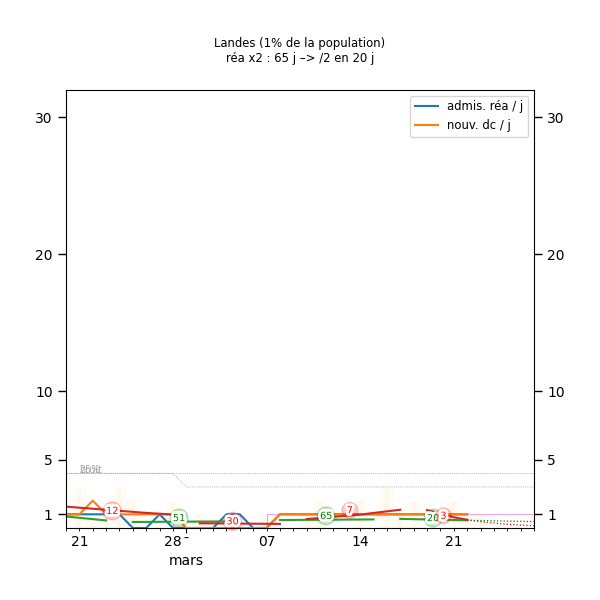 Landes (1% de la population)
réa x2 : 65 j –> /2 en 20 j
admis. réa / j
nouv. dc / j
30 30
20 20
10 10
5 5
1 1
12 51 30 65 7 20 3
21 28 - 07 14 21
mars